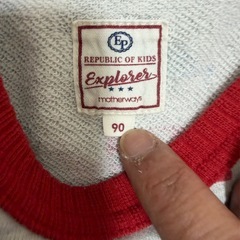 EP
REPUBLIC OF KIDS
Explorer
motherways
90